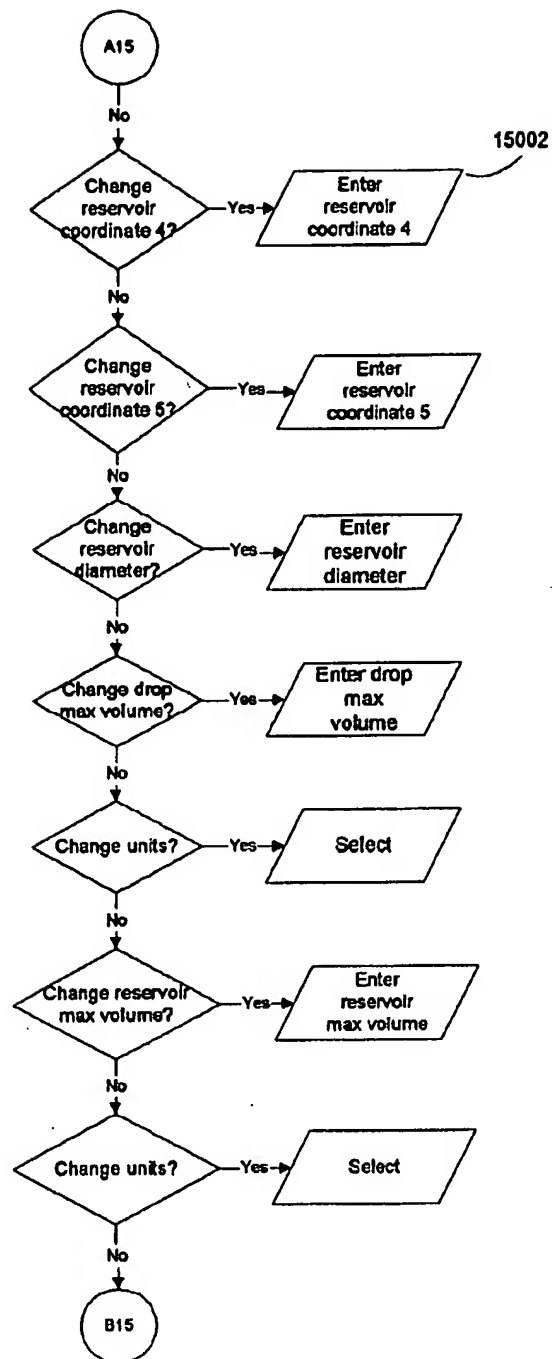 A15
No
15002
Change
reservoir
coordinate 4?
Yes
Enter
reservoir
coordinate 4
No
Change
reservoir
coordinate 5?
Yes
Enter
reservoir
coordinate 5
No
Change
reservoir
diameter?
Yes
Enter
reservoir
diameter
No
Change drop
max volume?
Yes
Enter drop
max
volume
No
Change units?
Yes
Select
No
Change reservoir
max volume?
Yes
Enter
reservoir
max volume
No
Change units?
Yes
Select
No
B15